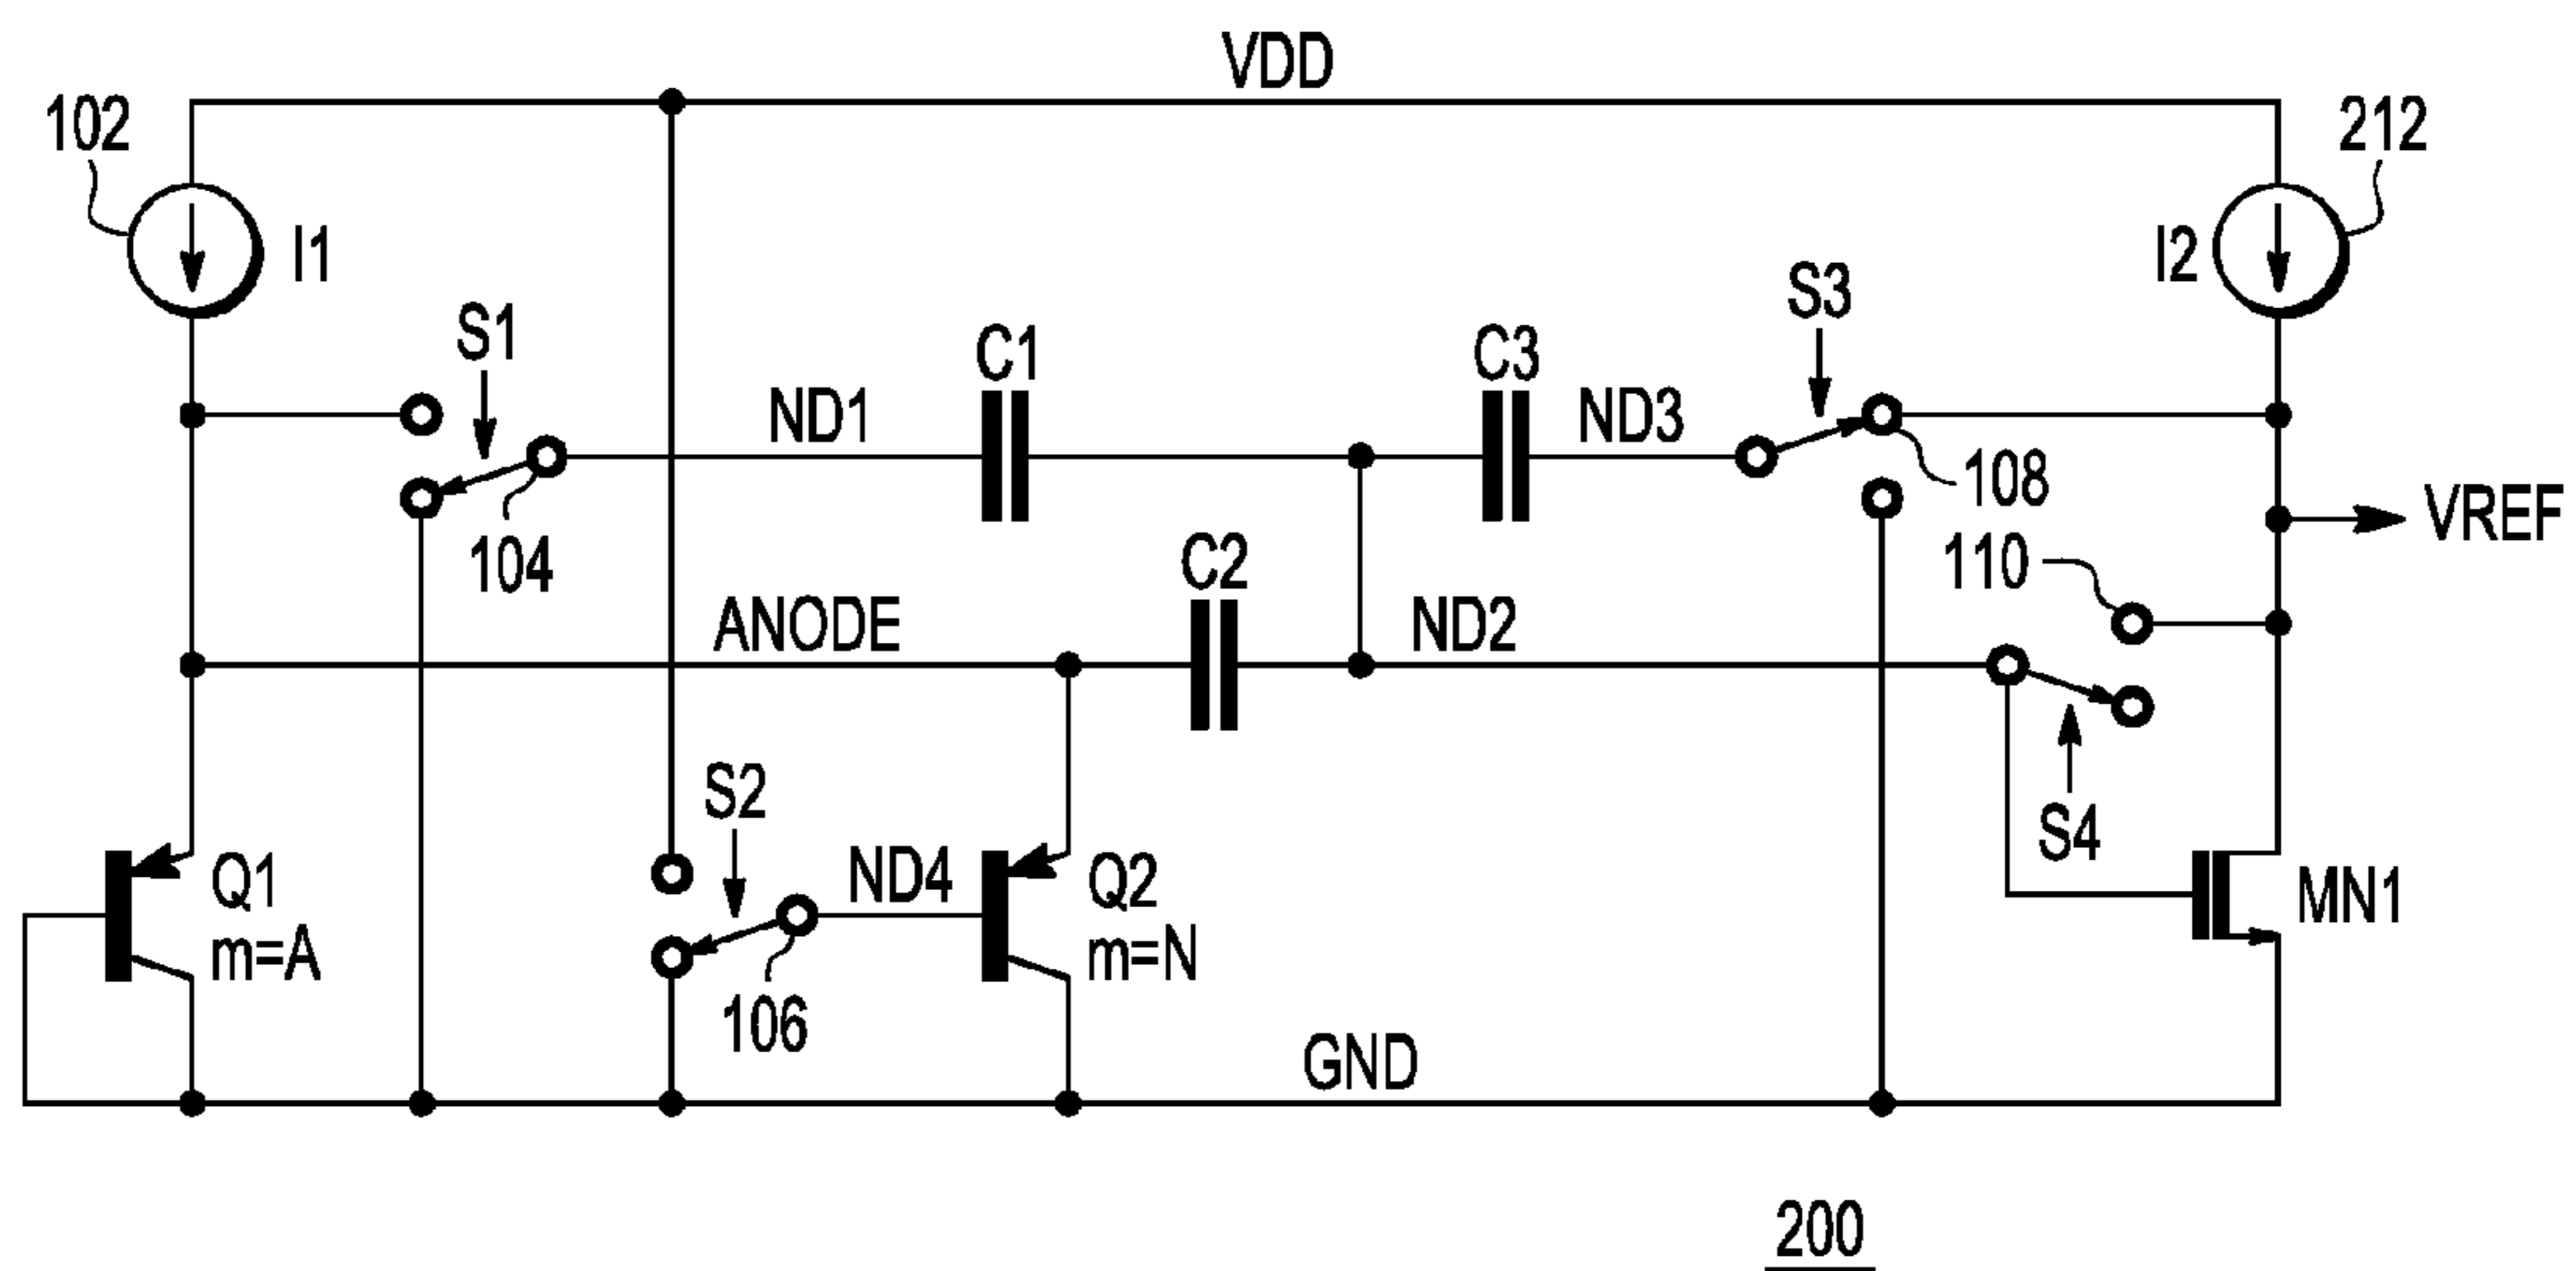 VDD
102
212
I1
I2
S1
S3
C1
C3
ND1
ND3
108
VREF
104
C2
110
ANODE
ND2
S2
S4
ND4
Q1
m=A
Q2
m=N
MN1
106
GND
200